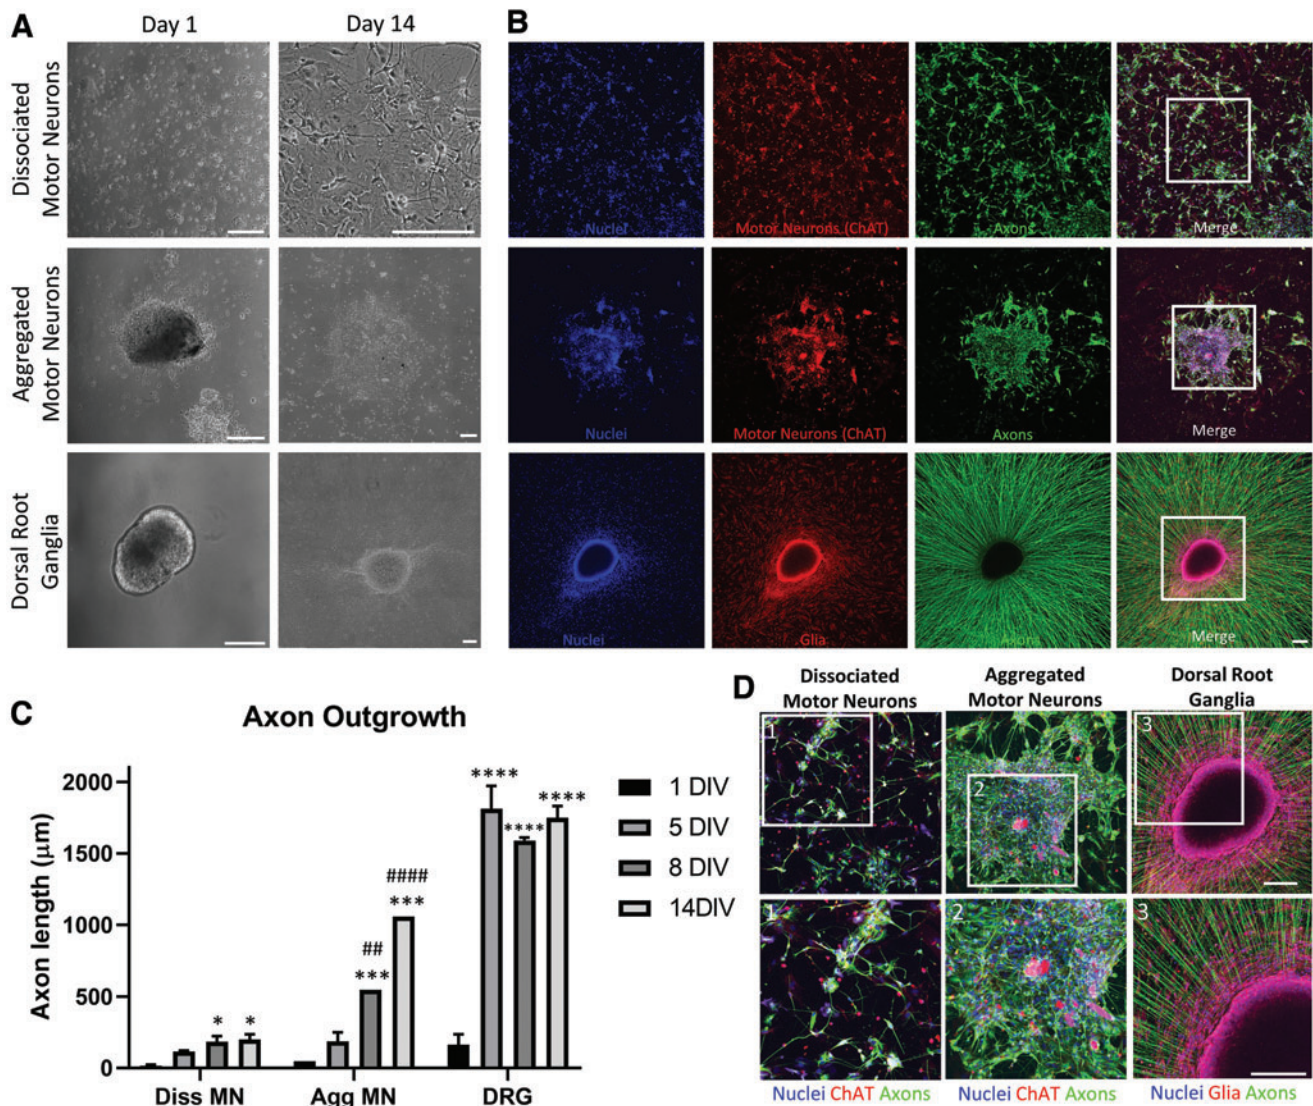 A
Day 1
Day 14
Dissociated
Motor Neurons
Aggregated
Motor Neurons
Dorsal Root
Ganglia
B
Nuclei
Motor Neurons (ChAT)
Axons
Merge
Nuclei
Motor Neurons (ChAT)
Axons
Merge
Nuclei
Glia
Axons
Merge
C
Axon Outgrowth
Axon length (μm)
2000
1500
1000
500
0
*
*
##
***
####
***
****
****
****
Diss MN
Agg MN
DRG
1 DIV
5 DIV
8 DIV
14DIV
D
Dissociated
Motor Neurons
Aggregated
Motor Neurons
Dorsal Root
Ganglia
1
2
3
1
2
3
Nuclei ChAT Axons
Nuclei ChAT Axons
Nuclei Glia Axons